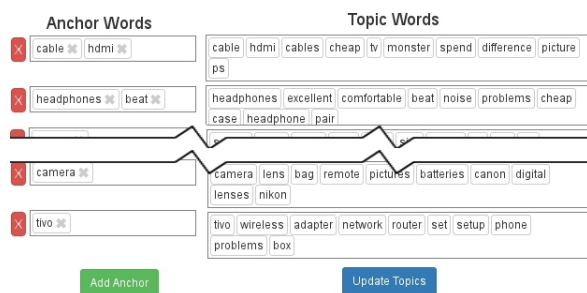 Anchor Words Topic Words
X cable hdmi cable hdmi cables cheap tv monster spend difference picture
ps
X headphones beat headphones excellent comfortable beat noise problems cheap
case headphone pair
X camera camera lens bag remote pictures batteries canon digital
lenses nikon
X tivo tivo wireless adapter network router set setup phone
problems box
Add Anchor Update Topics